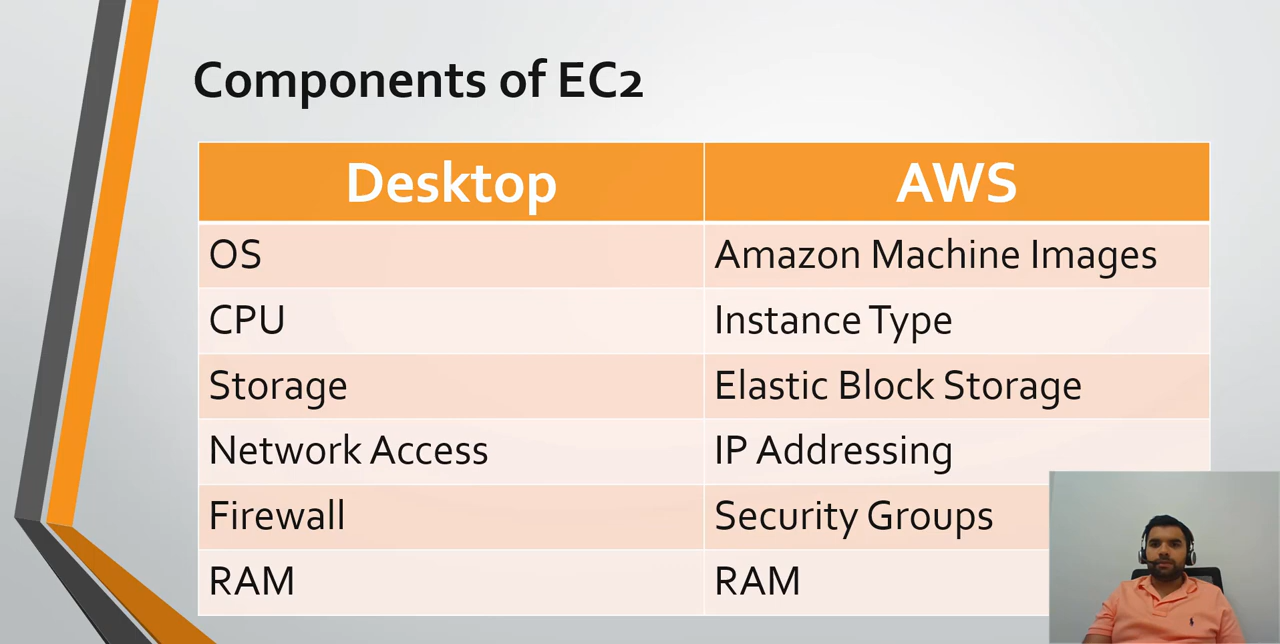 Components of EC2
Desktop AWS
OS Amazon Machine Images
CPU Instance Type
Storage Elastic Block Storage
Network Access IP Addressing
Firewall Security Groups
RAM RAM